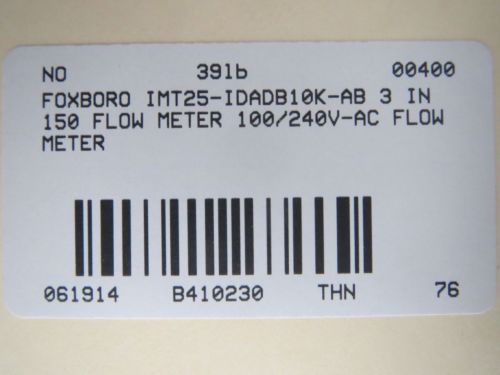 NO 39lb 00400
FOXBORO IMT25-IDADB10K-AB 3 IN
150 FLOW METER 100/240V-AC FLOW
METER
061914 B410230 THN 76